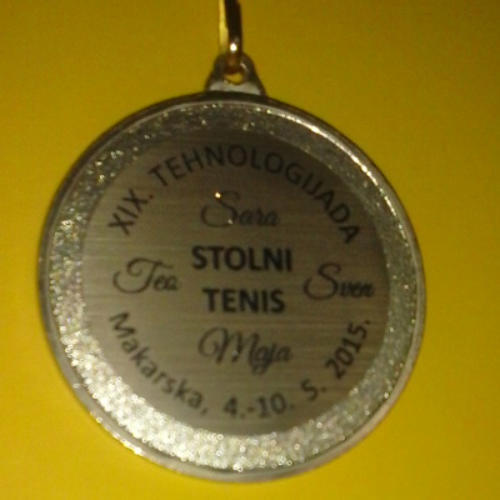 XIX. TEHNOLOGIJADA
Sara
STOLNI
Teo Sven
TENIS
Maja
Makarska, 4.-10. 5. 2015.